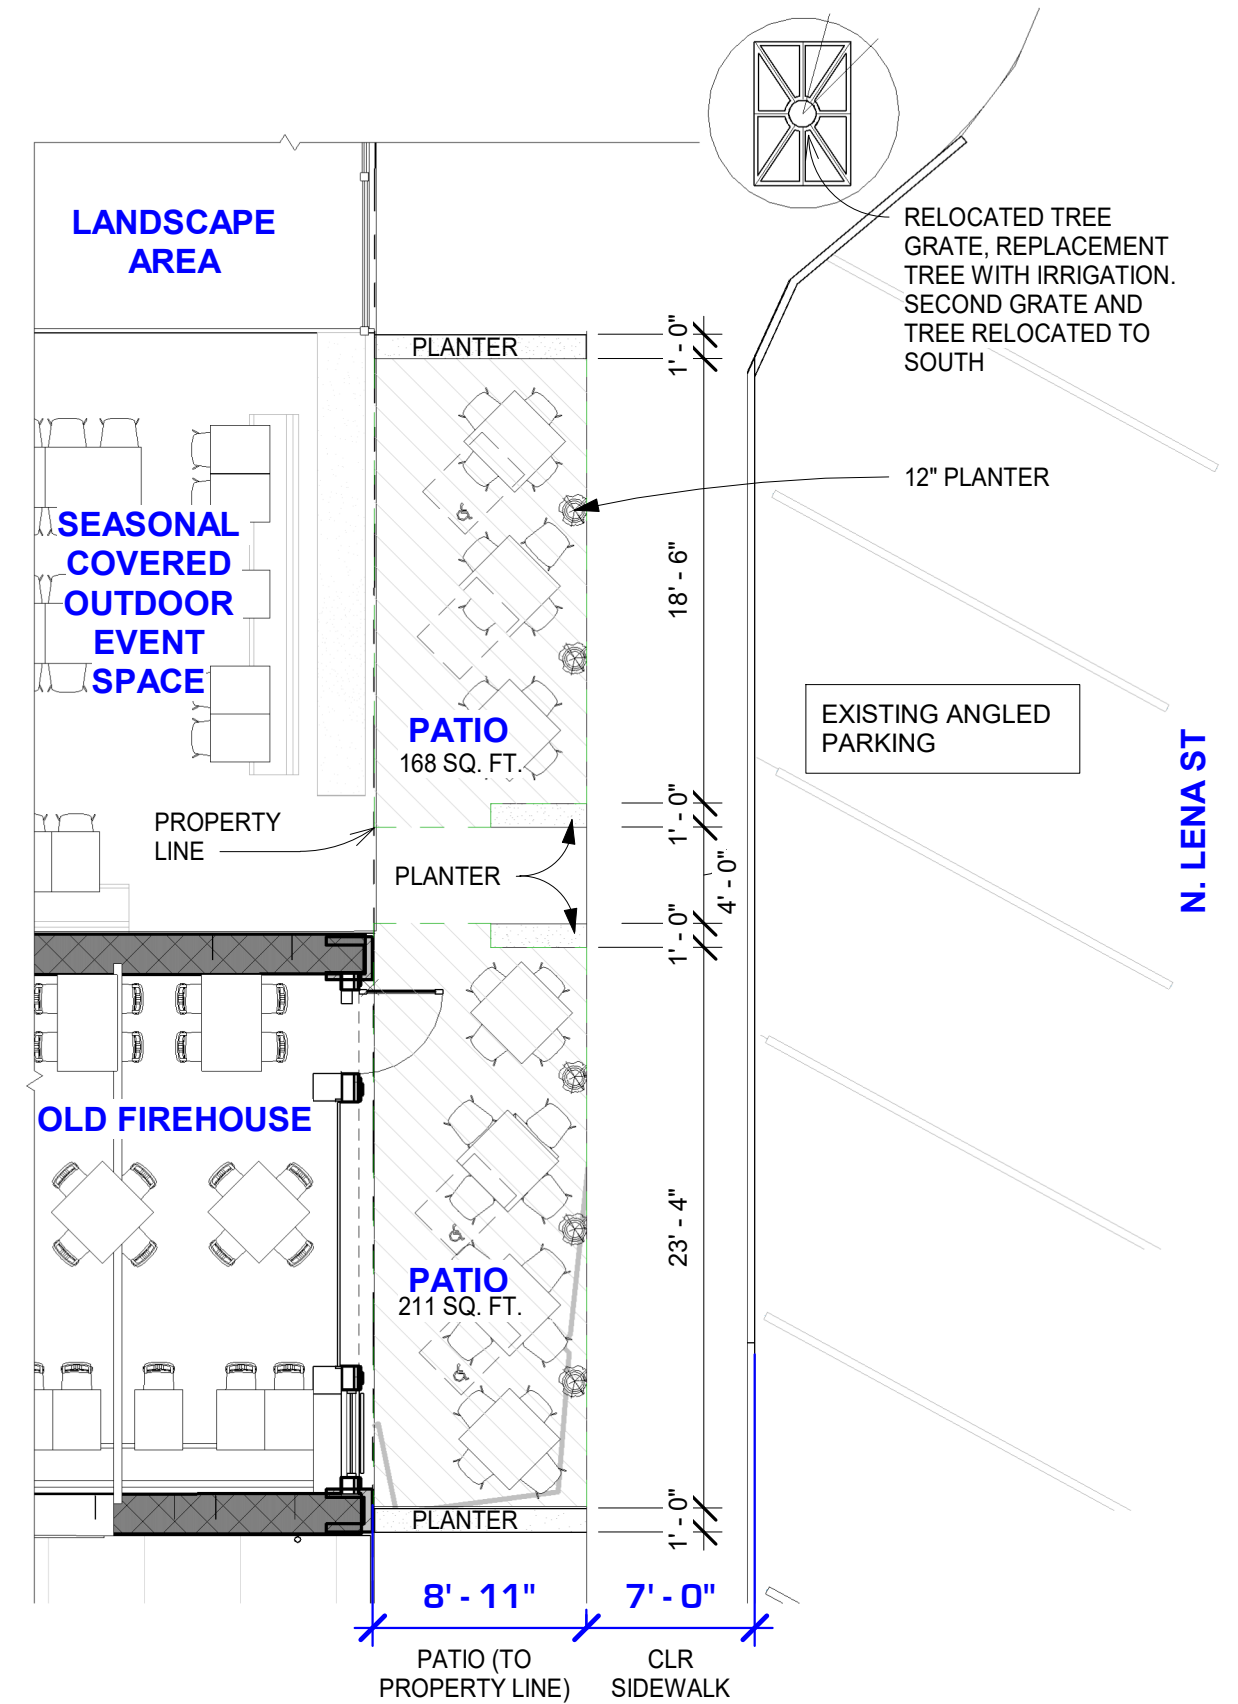 LANDSCAPE
AREA
RELOCATED TREE
GRATE, REPLACEMENT
TREE WITH IRRIGATION.
SECOND GRATE AND
TREE RELOCATED TO
SOUTH
PLANTER
1' - 0"
12" PLANTER
SEASONAL
COVERED
OUTDOOR
EVENT
SPACE
18' - 6"
PATIO
168 SQ. FT.
EXISTING ANGLED
PARKING
N. LENA ST
PROPERTY
LINE
1' - 0"
PLANTER
4' - 0"
1' - 0"
OLD FIREHOUSE
23' - 4"
PATIO
211 SQ. FT.
PLANTER
1' - 0"
8' - 11"
7' - 0"
PATIO (TO
PROPERTY LINE)
CLR
SIDEWALK